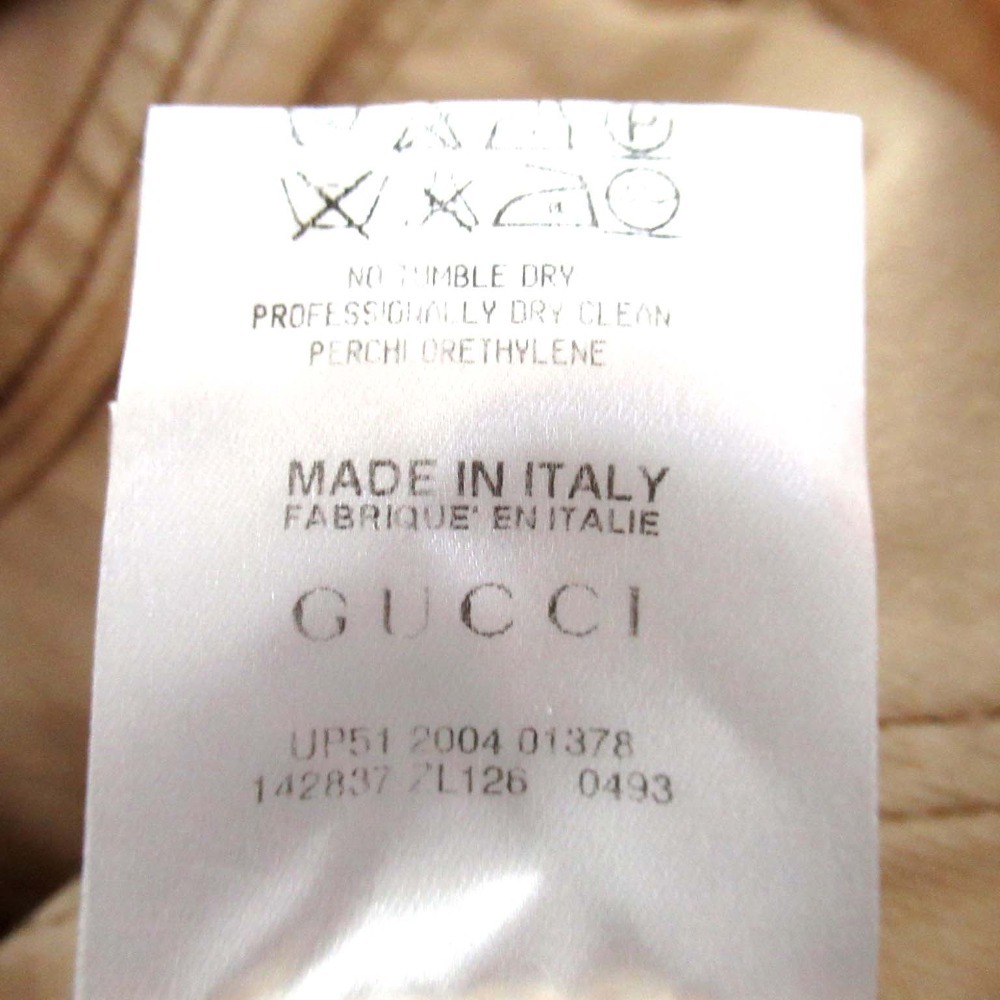 P
NO TUMBLE DRY
PROFESSIONALLY DRY CLEAN
PERCHLORETHYLENE
MADE IN ITALY
FABRIQUE' EN ITALIE
GUCCI
UP51 2004 01378
142837 ZL126 0493